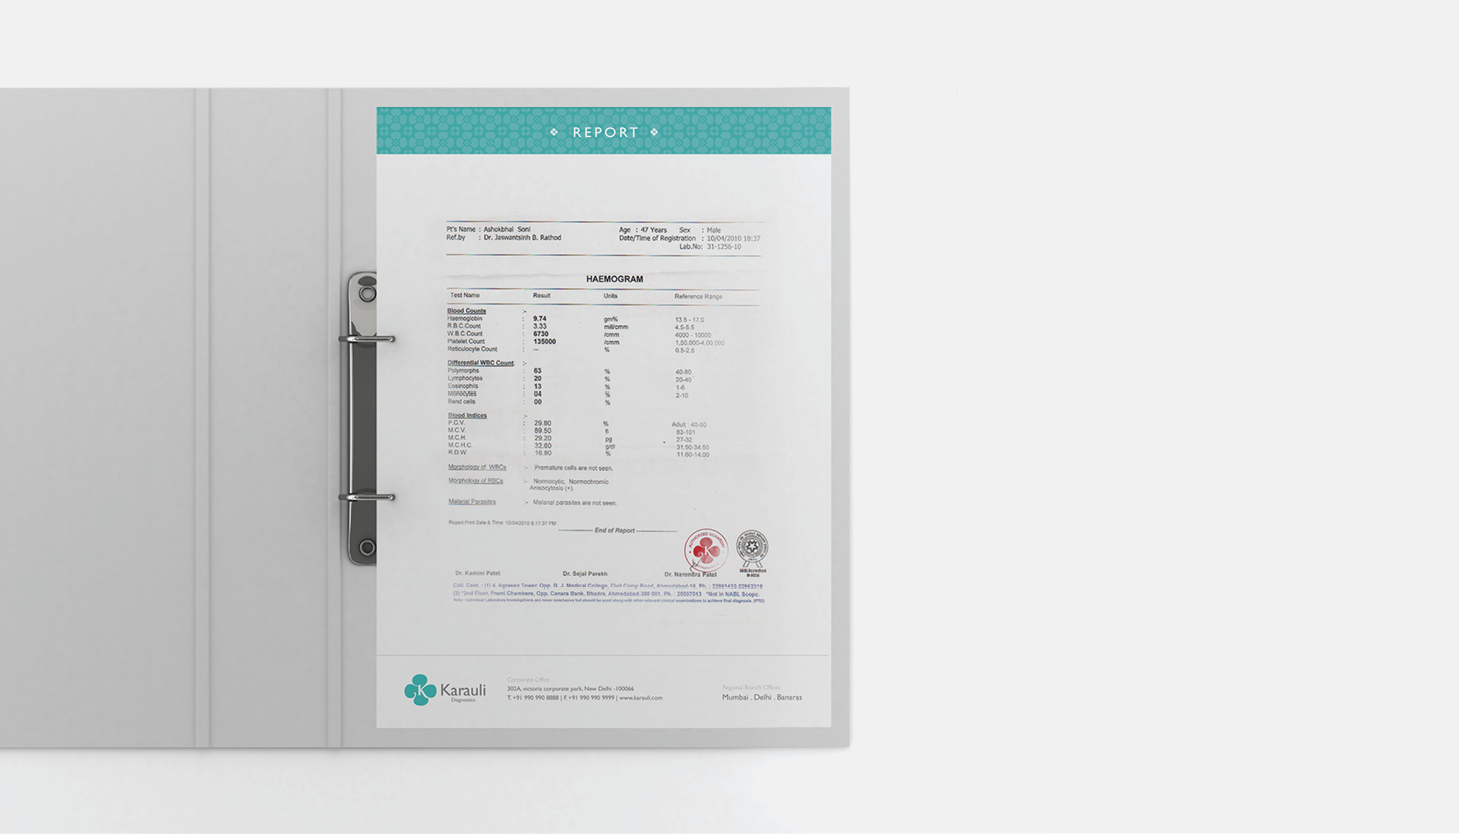 REPORT
Pt's Name : Ashokbhai Soni Age : 47 Years Sex : Male
Ref.by : Dr. Jaswantsinh B. Rathod Date/Time of Registration : 10/04/2010 18:37
Lab.No: 31-1256-10
HAEMOGRAM
Test Name Result Units Reference Range
Blood Counts :-
Haemoglobin : 9.74 gm% 13.5 - 17.0
R.B.C.Count : 3.33 mill/cmm 4.5-6.5
W.B.C.Count : 6730 /cmm 4000 - 10000
Platelet Count : 135000 /cmm 1,50,000-4,00,000
Reticulocyte Count : -- % 0.5-2.5
Differential WBC Count: :-
Polymorphs : 63 % 40-80
Lymphocytes : 20 % 20-40
Eosinophils : 13 % 1-6
Monocytes : 04 % 2-10
Band cells : 00 %
Blood Indices :-
P.C.V. : 29.80 % Adult : 40-50
M.C.V. : 89.50 fl 83-101
M.C.H. : 29.20 pg 27-32
M.C.H.C. : 32.60 g/dl 31.50-34.50
R.D.W. : 16.80 % 11.60-14.00
Morphology of WBCs :- Premature cells are not seen.
Morphology of RBCs :- Normocytic, Normochromic
Anisocytosis (+).
Malarial Parasites :- Malarial parasites are not seen.
Report Print Date & Time: 10/04/2010 8:17:37 PM
End of Report
K
Dr. Kamini Patel Dr. Sejal Parekh Dr. Narendra Patel
Opp. B. J. Medical College, Civil Camp Road, Ahmedabad-16. Ph. :
(2) *2nd Floor, Premi Chambers, Opp. Canara Bank, Bhadra, Ahmedabad-380 001. Ph. : 25507013 *Not in NABL Scope.
K Karauli
Diagnostics
Corporate Office
302A, victoria corporate park, New Delhi -100066
T. +91 990 990 8888 | F. +91 990 990 9999 | www.karauli.com
Regional Branch Offices
Mumbai . Delhi . Banaras